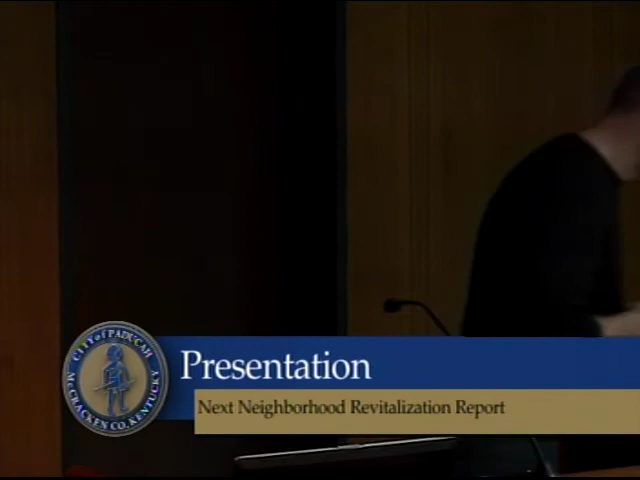 Presentation
Next Neighborhood Revitalization Report
CITY of PADUCAH
McCRACKEN CO. KENTUCKY